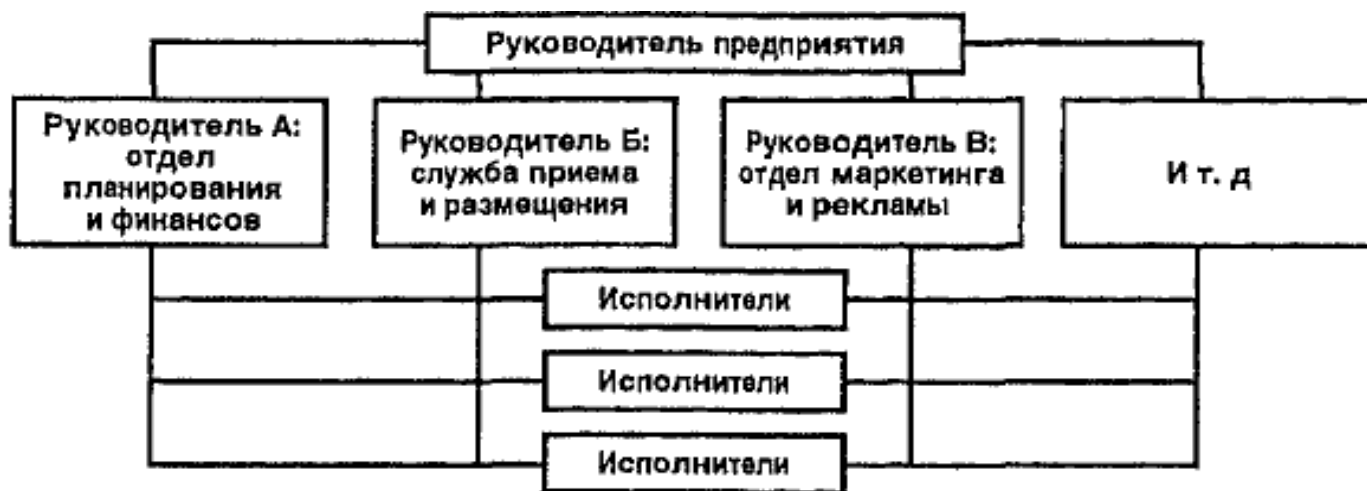 Руководитель предприятия
Руководитель А:
отдел
планирования
и финансов
Руководитель Б:
служба приема
и размещения
Руководитель В:
отдел маркетинга
и рекламы
И т. д
Исполнители
Исполнители
Исполнители